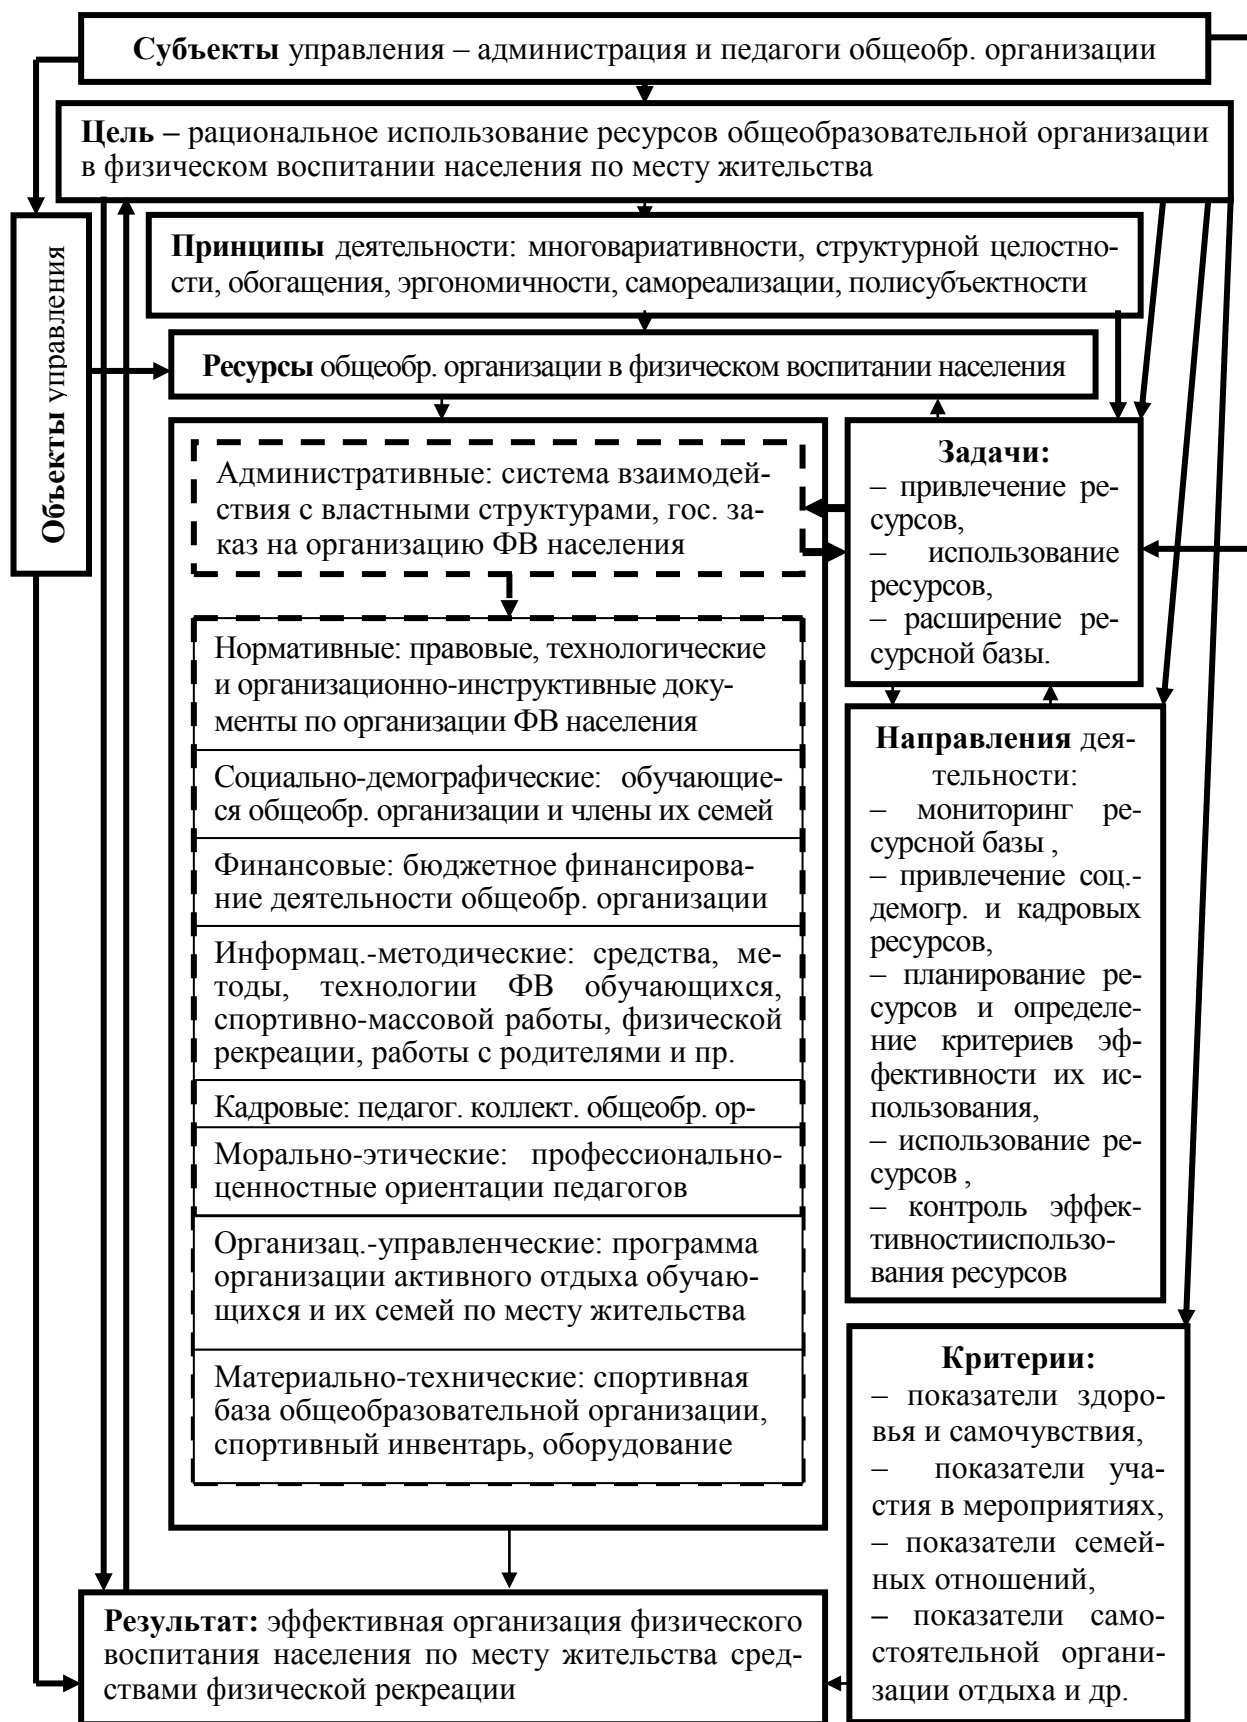 Субъекты управления – администрация и педагоги общеобр. организации
Цель – рациональное использование ресурсов общеобразовательной организации
в физическом воспитании населения по месту жительства
Объекты управления
Принципы деятельности: многовариативности, структурной целостно-
сти, обогащения, эргономичности, самореализации, полисубъектности
Ресурсы общеобр. организации в физическом воспитании населения
Административные: система взаимодей-
ствия с властными структурами, гос. за-
каз на организацию ФВ населения
Нормативные: правовые, технологические
и организационно-инструктивные доку-
менты по организации ФВ населения
Социально-демографические: обучающие-
ся общеобр. организации и члены их семей
Финансовые: бюджетное финансирова-
ние деятельности общеобр. организации
Информац.-методические: средства, ме-
тоды, технологии ФВ обучающихся,
спортивно-массовой работы, физической
рекреации, работы с родителями и пр.
Кадровые: педагог. коллект. общеобр. ор-
Морально-этические: профессионально-
ценностные ориентации педагогов
Организац.-управленческие: программа
организации активного отдыха обучаю-
щихся и их семей по месту жительства
Материально-технические: спортивная
база общеобразовательной организации,
спортивный инвентарь, оборудование
Задачи:
– привлечение ре-
сурсов,
– использование
ресурсов,
– расширение ре-
сурсной базы.
Направления дея-
тельности:
– мониторинг ре-
сурсной базы ,
– привлечение соц.-
демогр. и кадровых
ресурсов,
– планирование ре-
сурсов и определе-
ние критериев эф-
фективности их ис-
пользования,
– использование ре-
сурсов ,
– контроль эффек-
тивностииспользо-
вания ресурсов
Критерии:
– показатели здоро-
вья и самочувствия,
– показатели уча-
стия в мероприятиях,
– показатели семей-
ных отношений,
– показатели само-
стоятельной органи-
зации отдыха и др.
Результат: эффективная организация физического
воспитания населения по месту жительства сред-
ствами физической рекреации